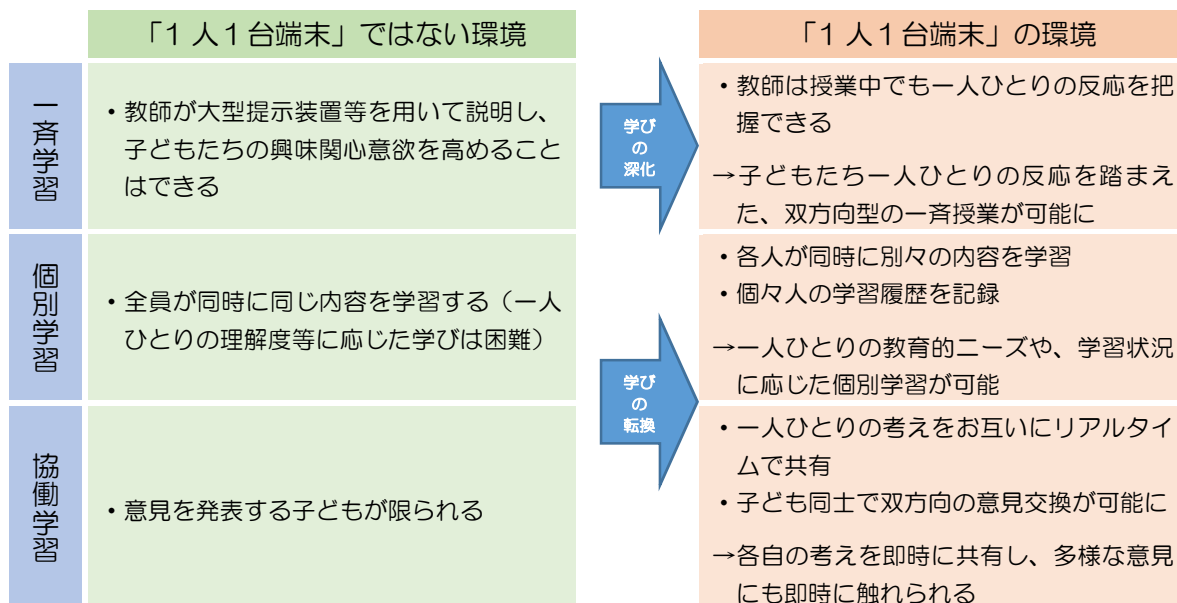 「1人1台端末」ではない環境
「1人1台端末」の環境
一斉学習
・教師が大型提示装置等を用いて説明し、
子どもたちの興味関心意欲を高めること
はできる
学び
の
深化
・教師は授業中でも一人ひとりの反応を把
握できる
→子どもたち一人ひとりの反応を踏まえ
た、双方向型の一斉授業が可能に
個別学習
・全員が同時に同じ内容を学習する（一人
ひとりの理解度等に応じた学びは困難）
学び
の
転換
・各人が同時に別々の内容を学習
・個々人の学習履歴を記録
→一人ひとりの教育的ニーズや、学習状況
に応じた個別学習が可能
協働学習
・意見を発表する子どもが限られる
・一人ひとりの考えをお互いにリアルタイ
ムで共有
・子ども同士で双方向の意見交換が可能に
→各自の考えを即時に共有し、多様な意見
にも即時に触れられる